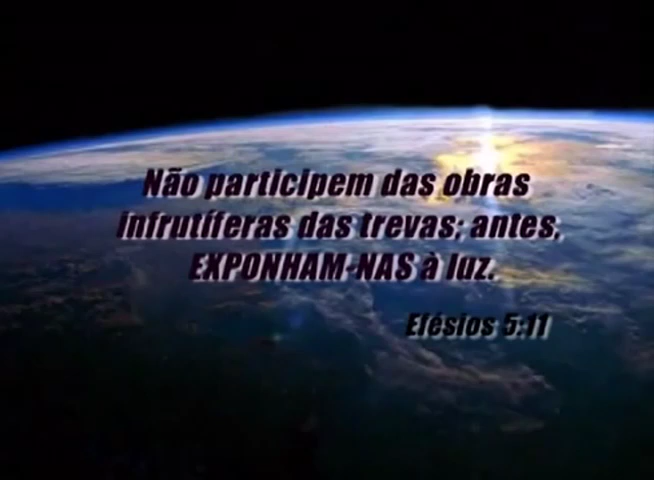 Não participem das obras
infrutíferas das trevas; antes,
EXPONHAM-NAS à luz.
Efésios 5:11